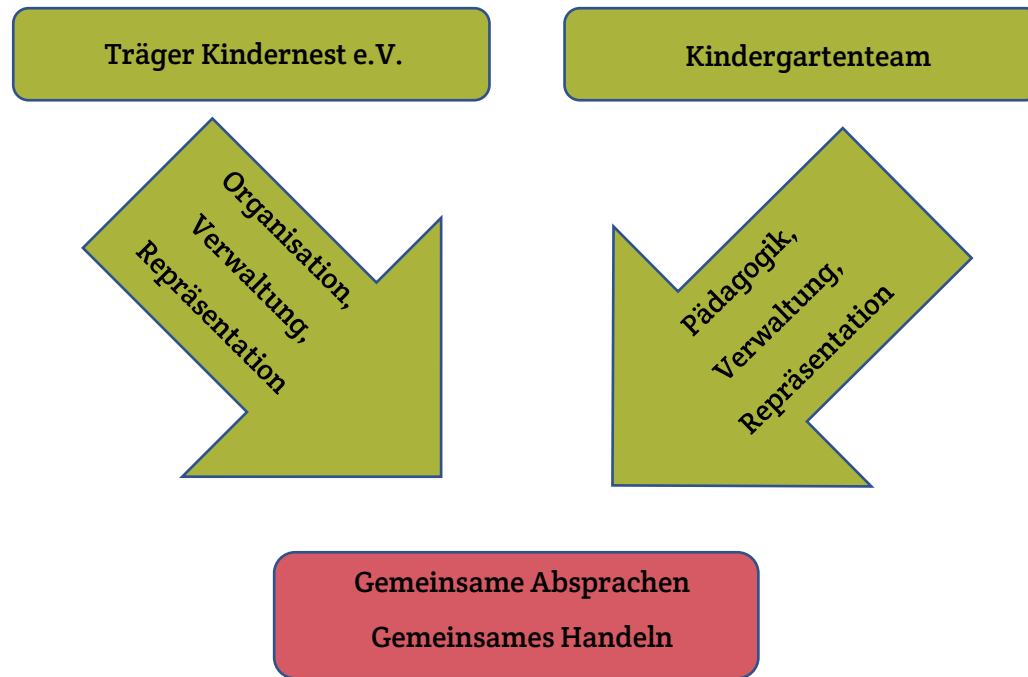 Träger Kindernest e.V.
Kindergartenteam
Organisation,
Verwaltung,
Repräsentation
Pädagogik,
Verwaltung,
Repräsentation
Gemeinsame Absprachen
Gemeinsames Handeln